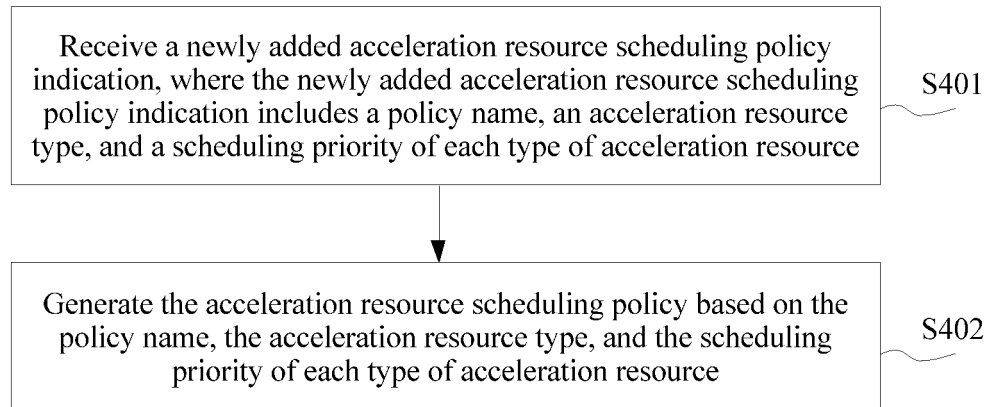 Receive a newly added acceleration resource scheduling policy
indication, where the newly added acceleration resource scheduling
policy indication includes a policy name, an acceleration resource
type, and a scheduling priority of each type of acceleration resource
S401
Generate the acceleration resource scheduling policy based on the
policy name, the acceleration resource type, and the scheduling
priority of each type of acceleration resource
S402